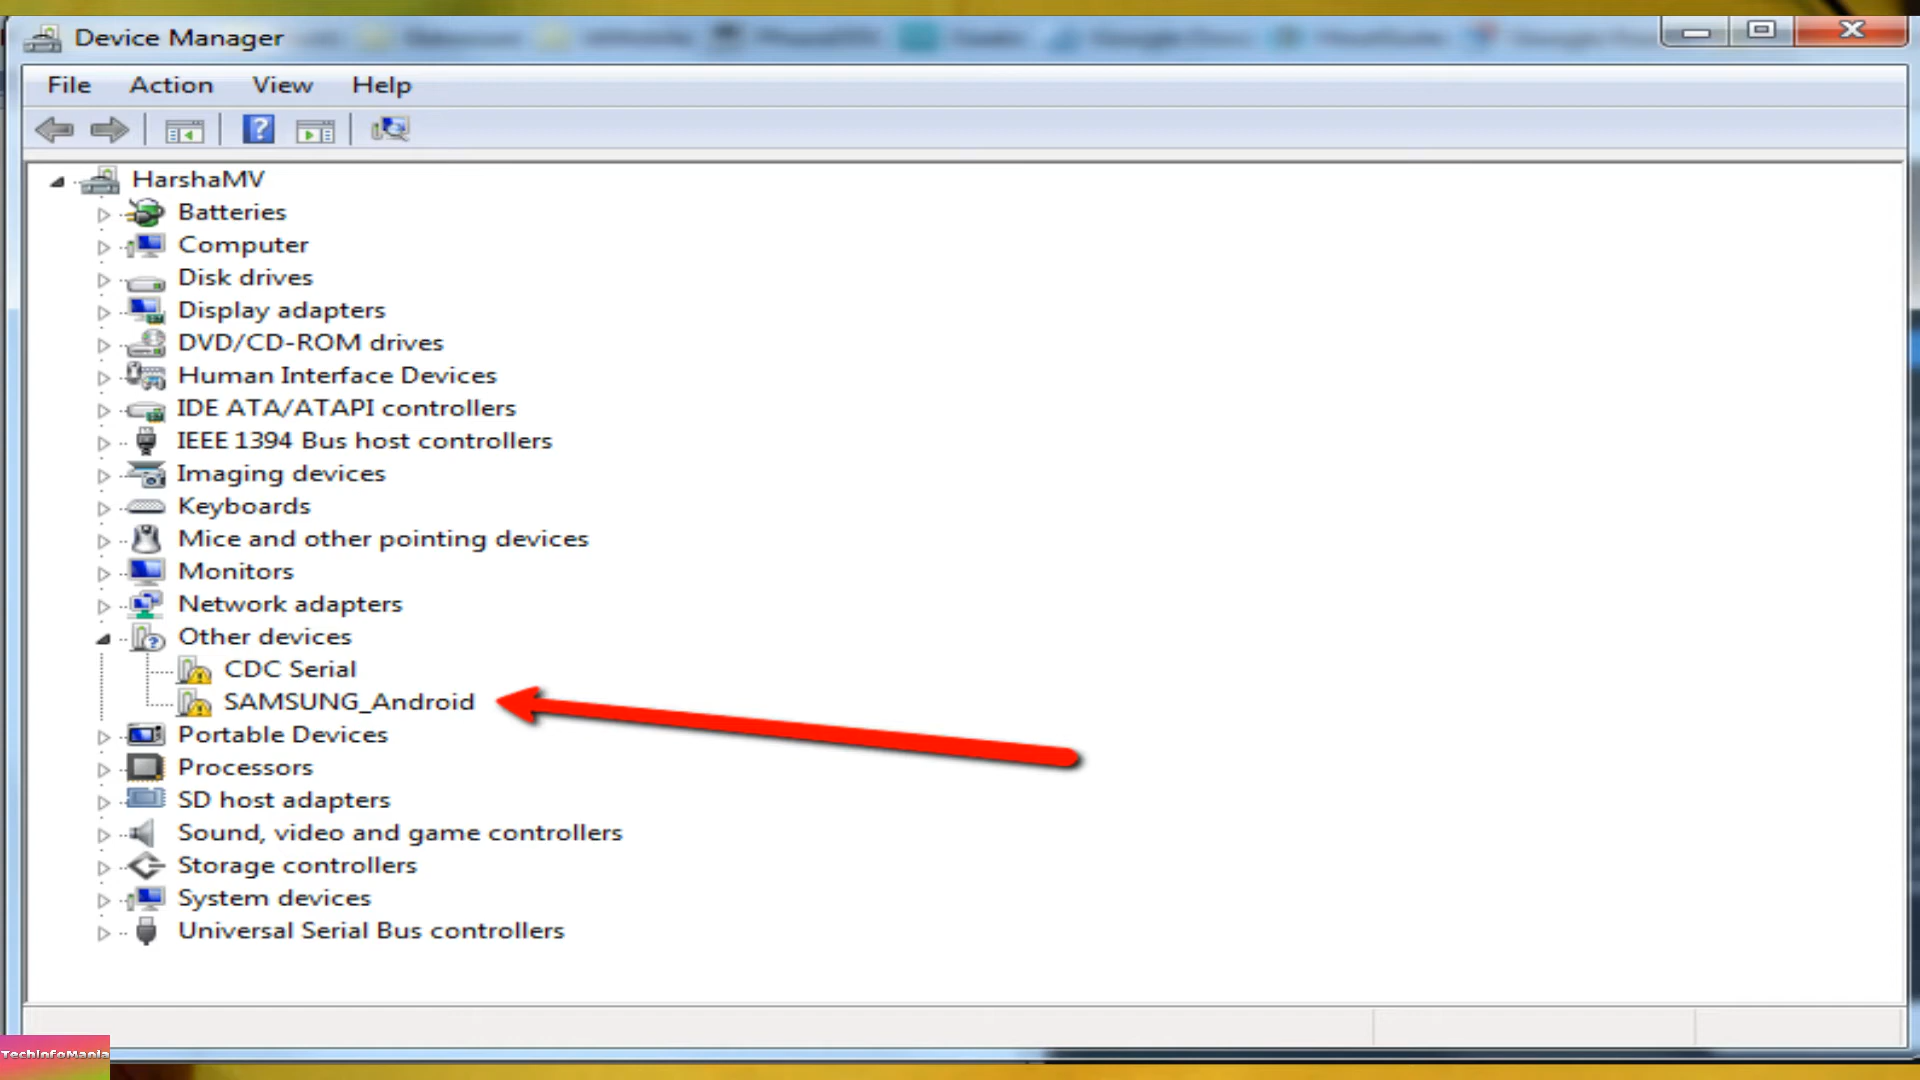 Device Manager
File Action View Help
HarshaMV
Batteries
Computer
Disk drives
Display adapters
DVD/CD-ROM drives
Human Interface Devices
IDE ATA/ATAPI controllers
IEEE 1394 Bus host controllers
Imaging devices
Keyboards
Mice and other pointing devices
Monitors
Network adapters
Other devices
CDC Serial
SAMSUNG_Android
Portable Devices
Processors
SD host adapters
Sound, video and game controllers
Storage controllers
System devices
Universal Serial Bus controllers
TechInfoMania